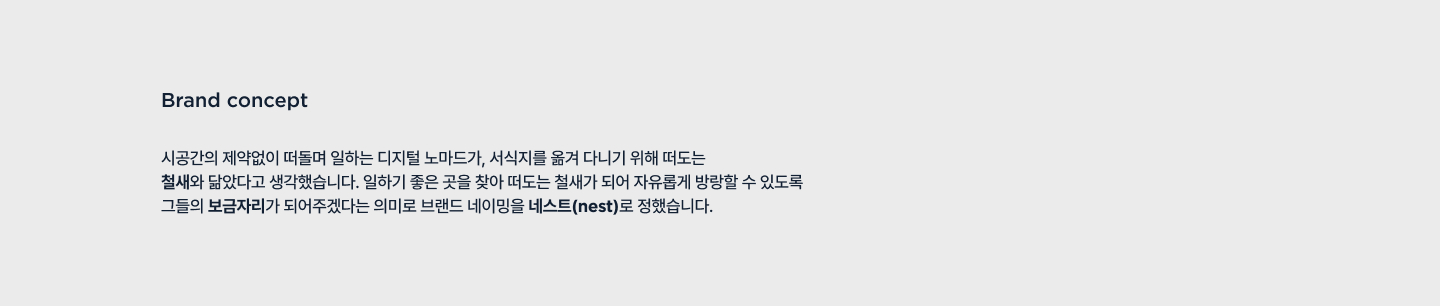 Brand concept
시공간의 제약없이 떠돌며 일하는 디지털 노마드가, 서식지를 옮겨 다니기 위해 떠도는
철새와 닮았다고 생각했습니다. 일하기 좋은 곳을 찾아 떠도는 철새가 되어 자유롭게 방랑할 수 있도록
그들의 보금자리가 되어주겠다는 의미로 브랜드 네이밍을 네스트(nest)로 정했습니다.